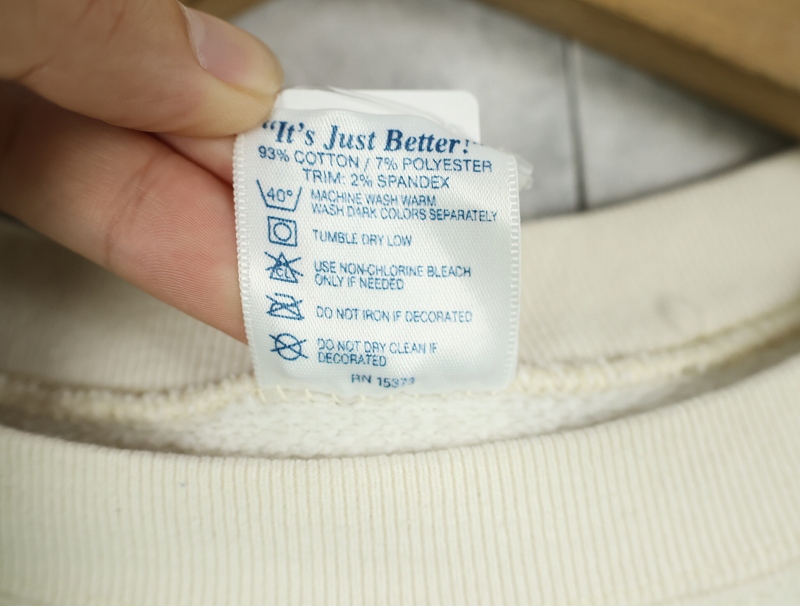 "It's Just Better!"
93% COTTON / 7% POLYESTER
TRIM: 2% SPANDEX
40°
MACHINE WASH WARM
WASH DARK COLORS SEPARATELY
TUMBLE DRY LOW
CL
USE NON-CHLORINE BLEACH
ONLY IF NEEDED
DO NOT IRON IF DECORATED
DO NOT DRY CLEAN IF
DECORATED
RN